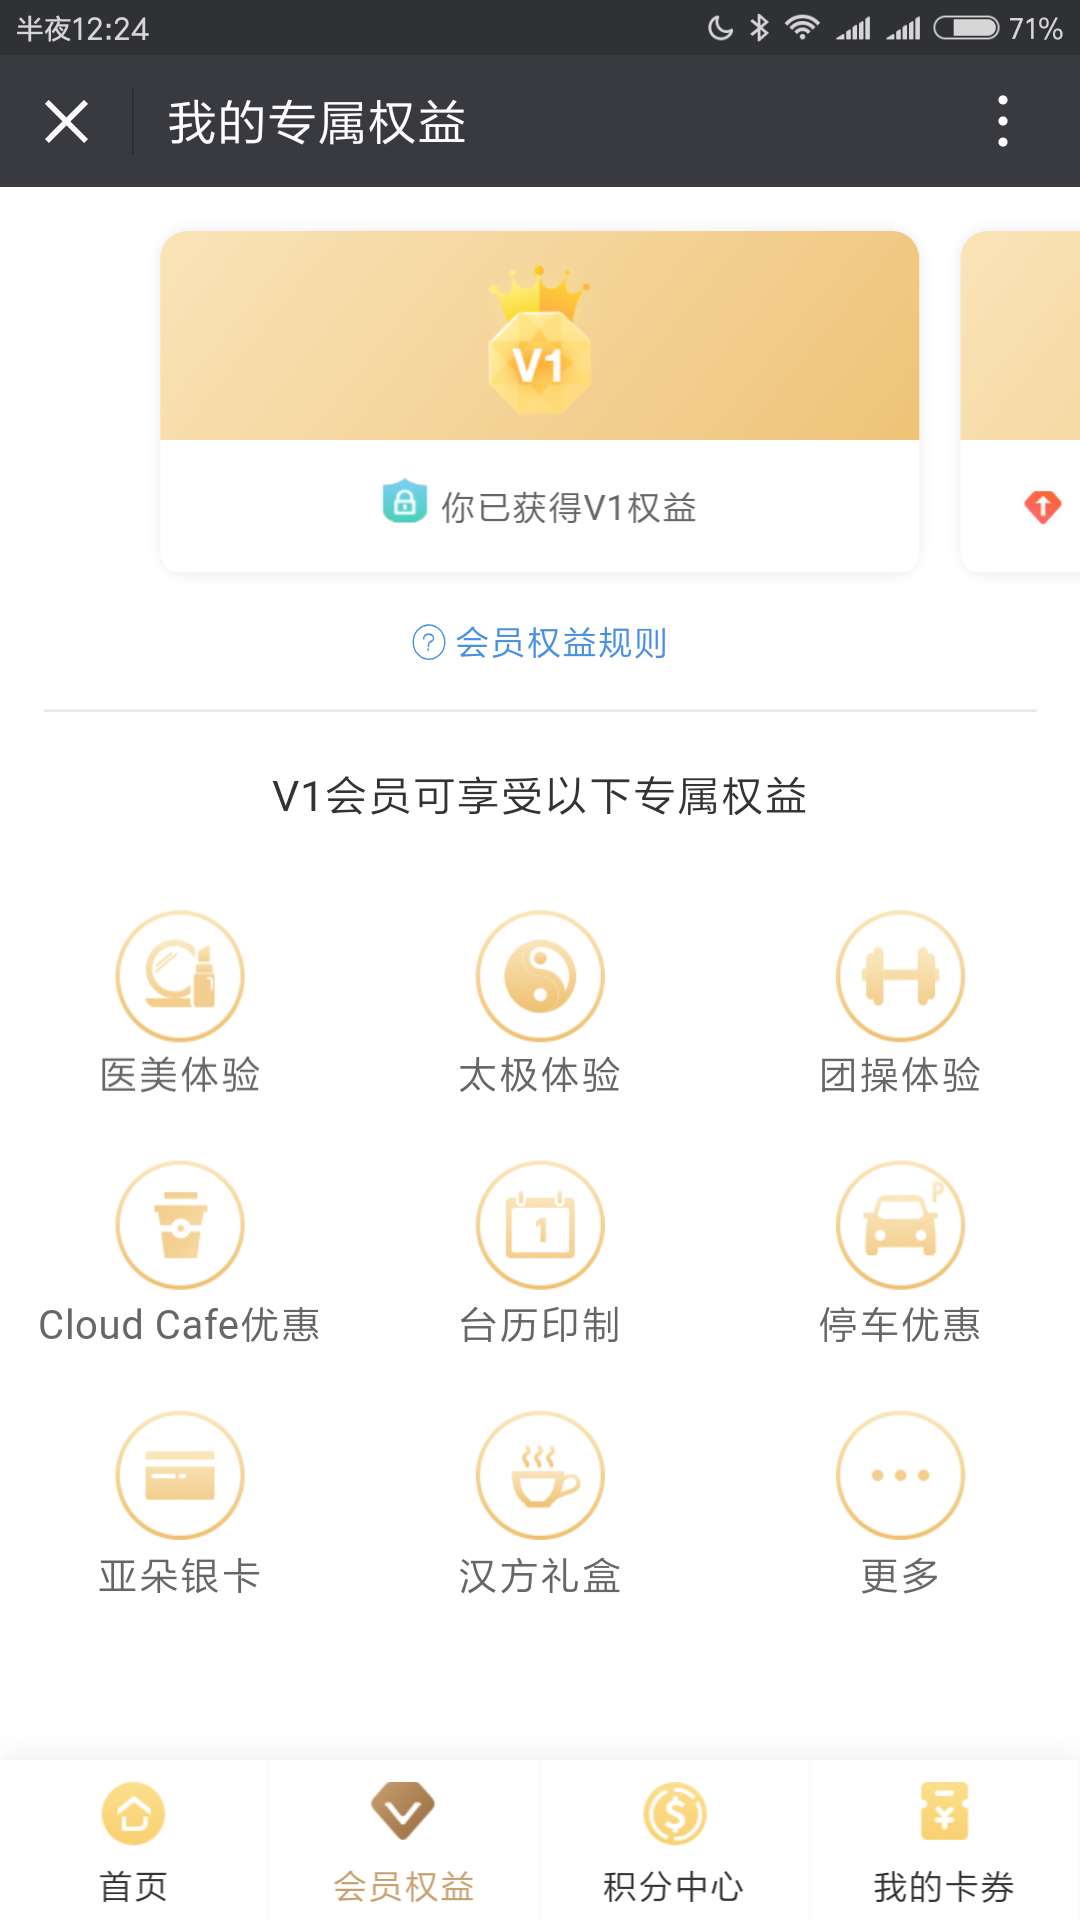 半夜12:24
71%
我的专属权益
V1
你已获得V1权益
会员权益规则
V1会员可享受以下专属权益
医美体验
太极体验
团操体验
1
P
Cloud Cafe优惠
台历印制
停车优惠
亚朵银卡
汉方礼盒
更多
首页
会员权益
积分中心
我的卡券